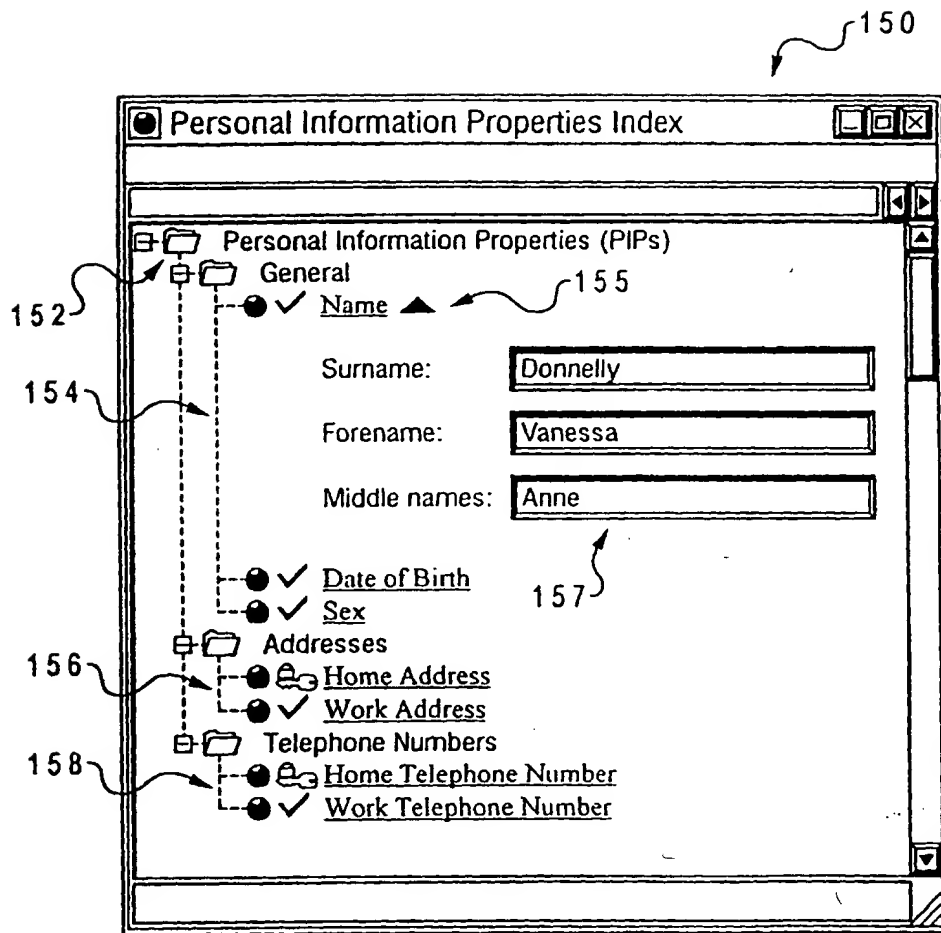 150
Personal Information Properties Index
Personal Information Properties (PIPs)
152
General
Name
155
Surname: Donnelly
154
Forename: Vanessa
Middle names: Anne
157
Date of Birth
Sex
Addresses
156
Home Address
Work Address
Telephone Numbers
158
Home Telephone Number
Work Telephone Number